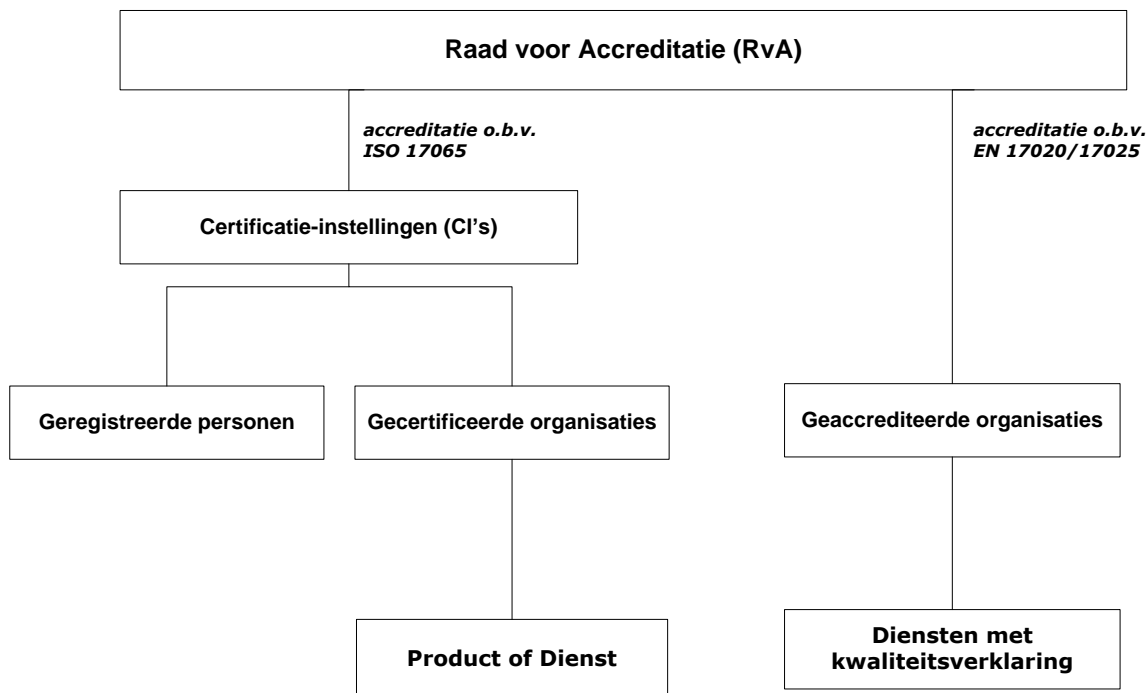 Raad voor Accreditatie (RvA)
accreditatie o.b.v.
ISO 17065
accreditatie o.b.v.
EN 17020/17025
Certificatie-instellingen (CI’s)
Geregistreerde personen
Gecertificeerde organisaties
Geaccrediteerde organisaties
Product of Dienst
Diensten met
kwaliteitsverklaring